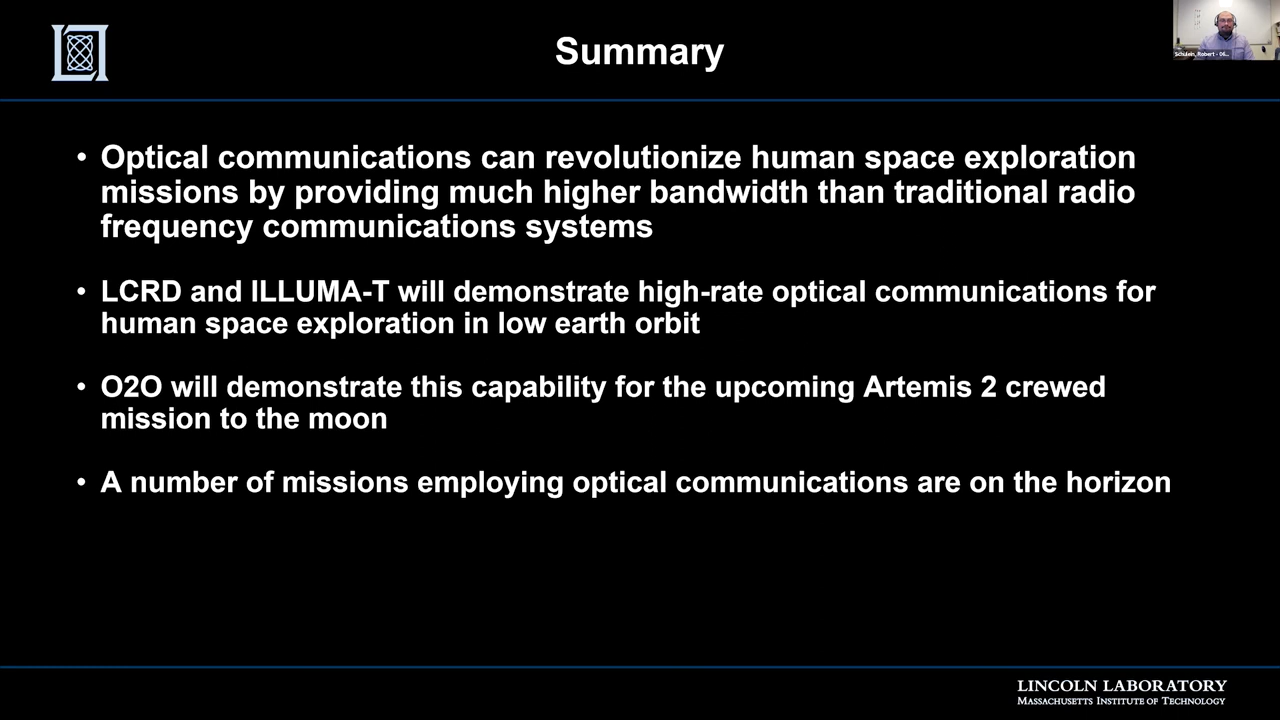 Summary
Schulein, Robert - 06...
• Optical communications can revolutionize human space exploration
missions by providing much higher bandwidth than traditional radio
frequency communications systems
• LCRD and ILLUMA-T will demonstrate high-rate optical communications for
human space exploration in low earth orbit
• O2O will demonstrate this capability for the upcoming Artemis 2 crewed
mission to the moon
• A number of missions employing optical communications are on the horizon
LINCOLN LABORATORY
MASSACHUSETTS INSTITUTE OF TECHNOLOGY